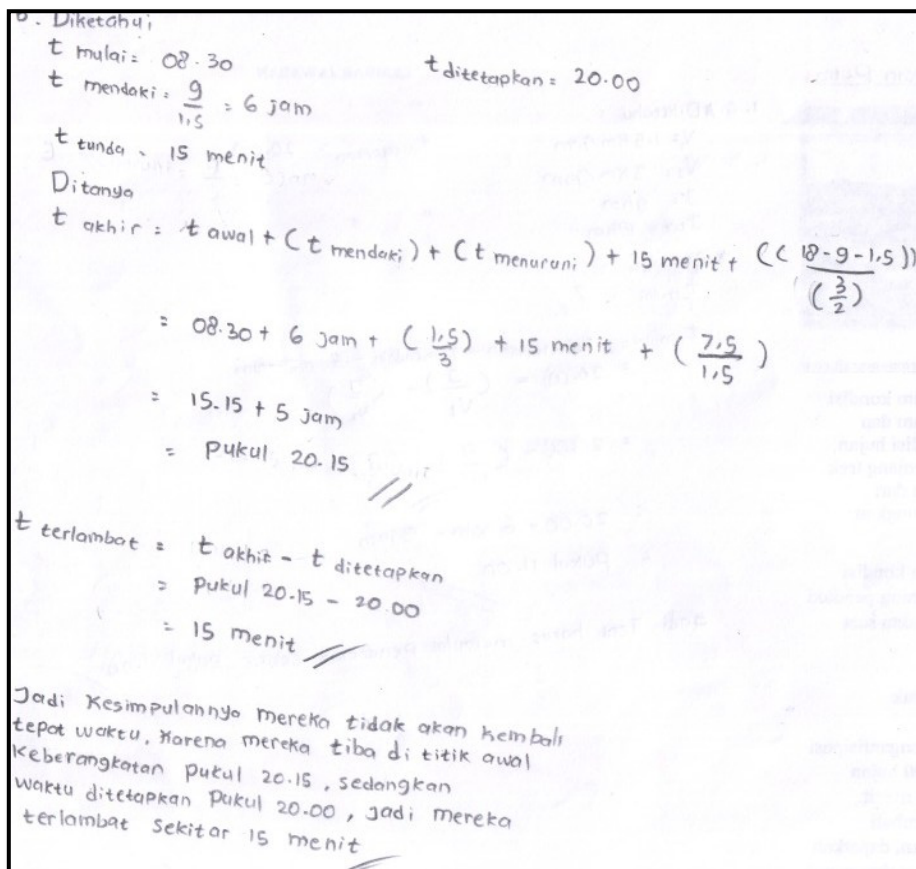 b. Diketahui
t mulai = 08.30
t ditetapkan = 20.00
t mendaki = 9/1,5 = 6 jam
t tunda = 15 menit
Ditanya
t akhir = t awal + (t mendaki) + (t menuruni) + 15 menit + ((18-9-1,5))/(3/2)
= 08.30 + 6 jam + (1,5/3) + 15 menit + (7,5/1,5)
= 15.15 + 5 jam
= Pukul 20.15 //
t terlambat = t akhir - t ditetapkan
= Pukul 20.15 - 20.00
= 15 menit //
Jadi Kesimpulannya mereka tidak akan kembali
tepat waktu, Karena mereka tiba di titik awal
Keberangkatan pukul 20.15, sedangkan
waktu ditetapkan Pukul 20.00, Jadi mereka
terlambat Sekitar 15 menit